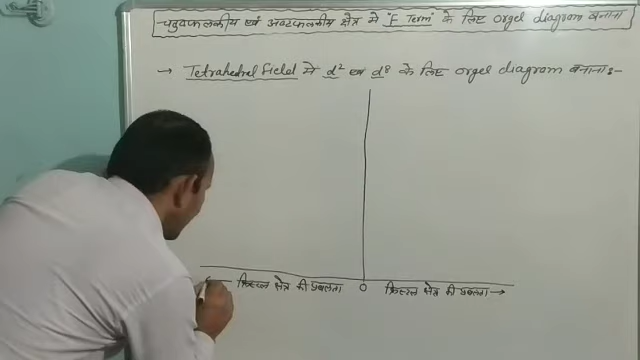 चतुष्फलकीय एवं अष्टफलकीय क्षेत्र में "F Term" के लिए orgel diagram बनाना
→ Tetrahedral field में d² एवं d⁸ के लिए orgel diagram बनाना :-
← क्रिस्टल क्षेत्र की प्रबलता 0 क्रिस्टल क्षेत्र की प्रबलता →